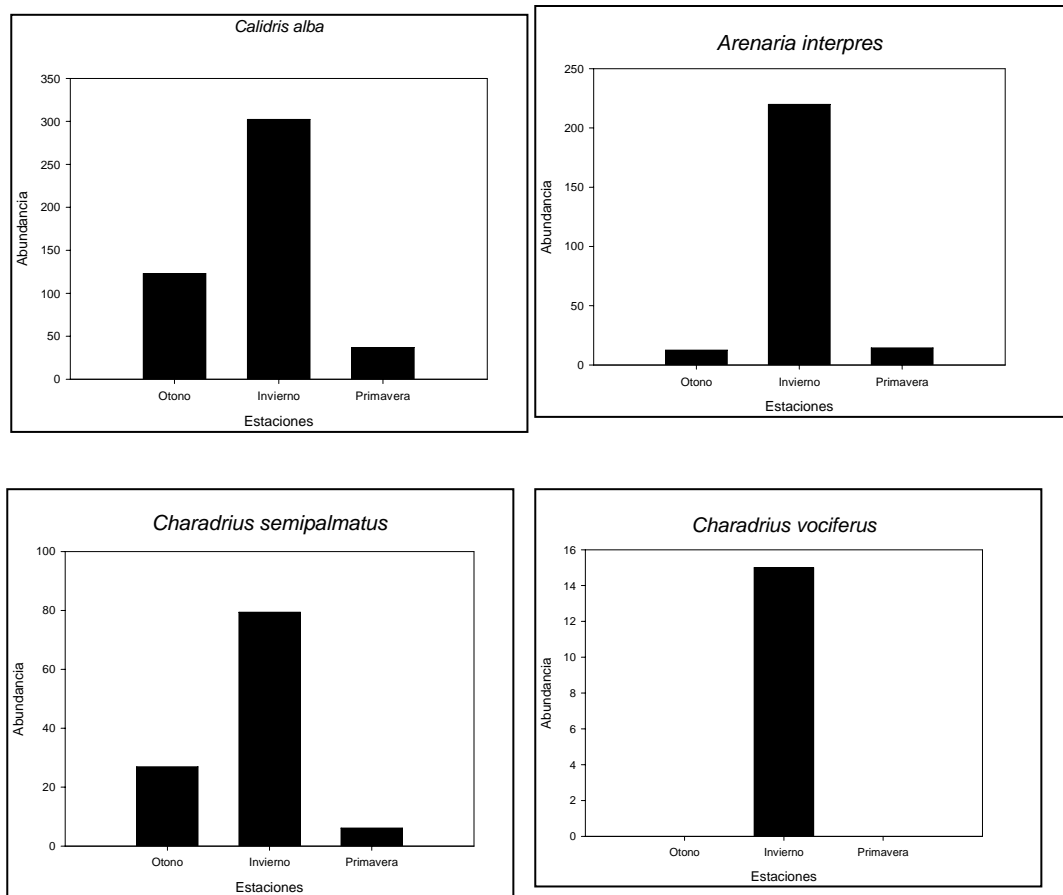 Calidris alba
350
300
250
200
150
100
50
0
Abundancia
Otono Invierno Primavera
Estaciones
Arenaria interpres
250
200
150
100
50
0
Abundancia
Otono Invierno Primavera
Estaciones
Charadrius semipalmatus
100
80
60
40
20
0
Abundancia
Otono Invierno Primavera
Estaciones
Charadrius vociferus
16
14
12
10
8
6
4
2
0
Abundancia
Otono Invierno Primavera
Estaciones